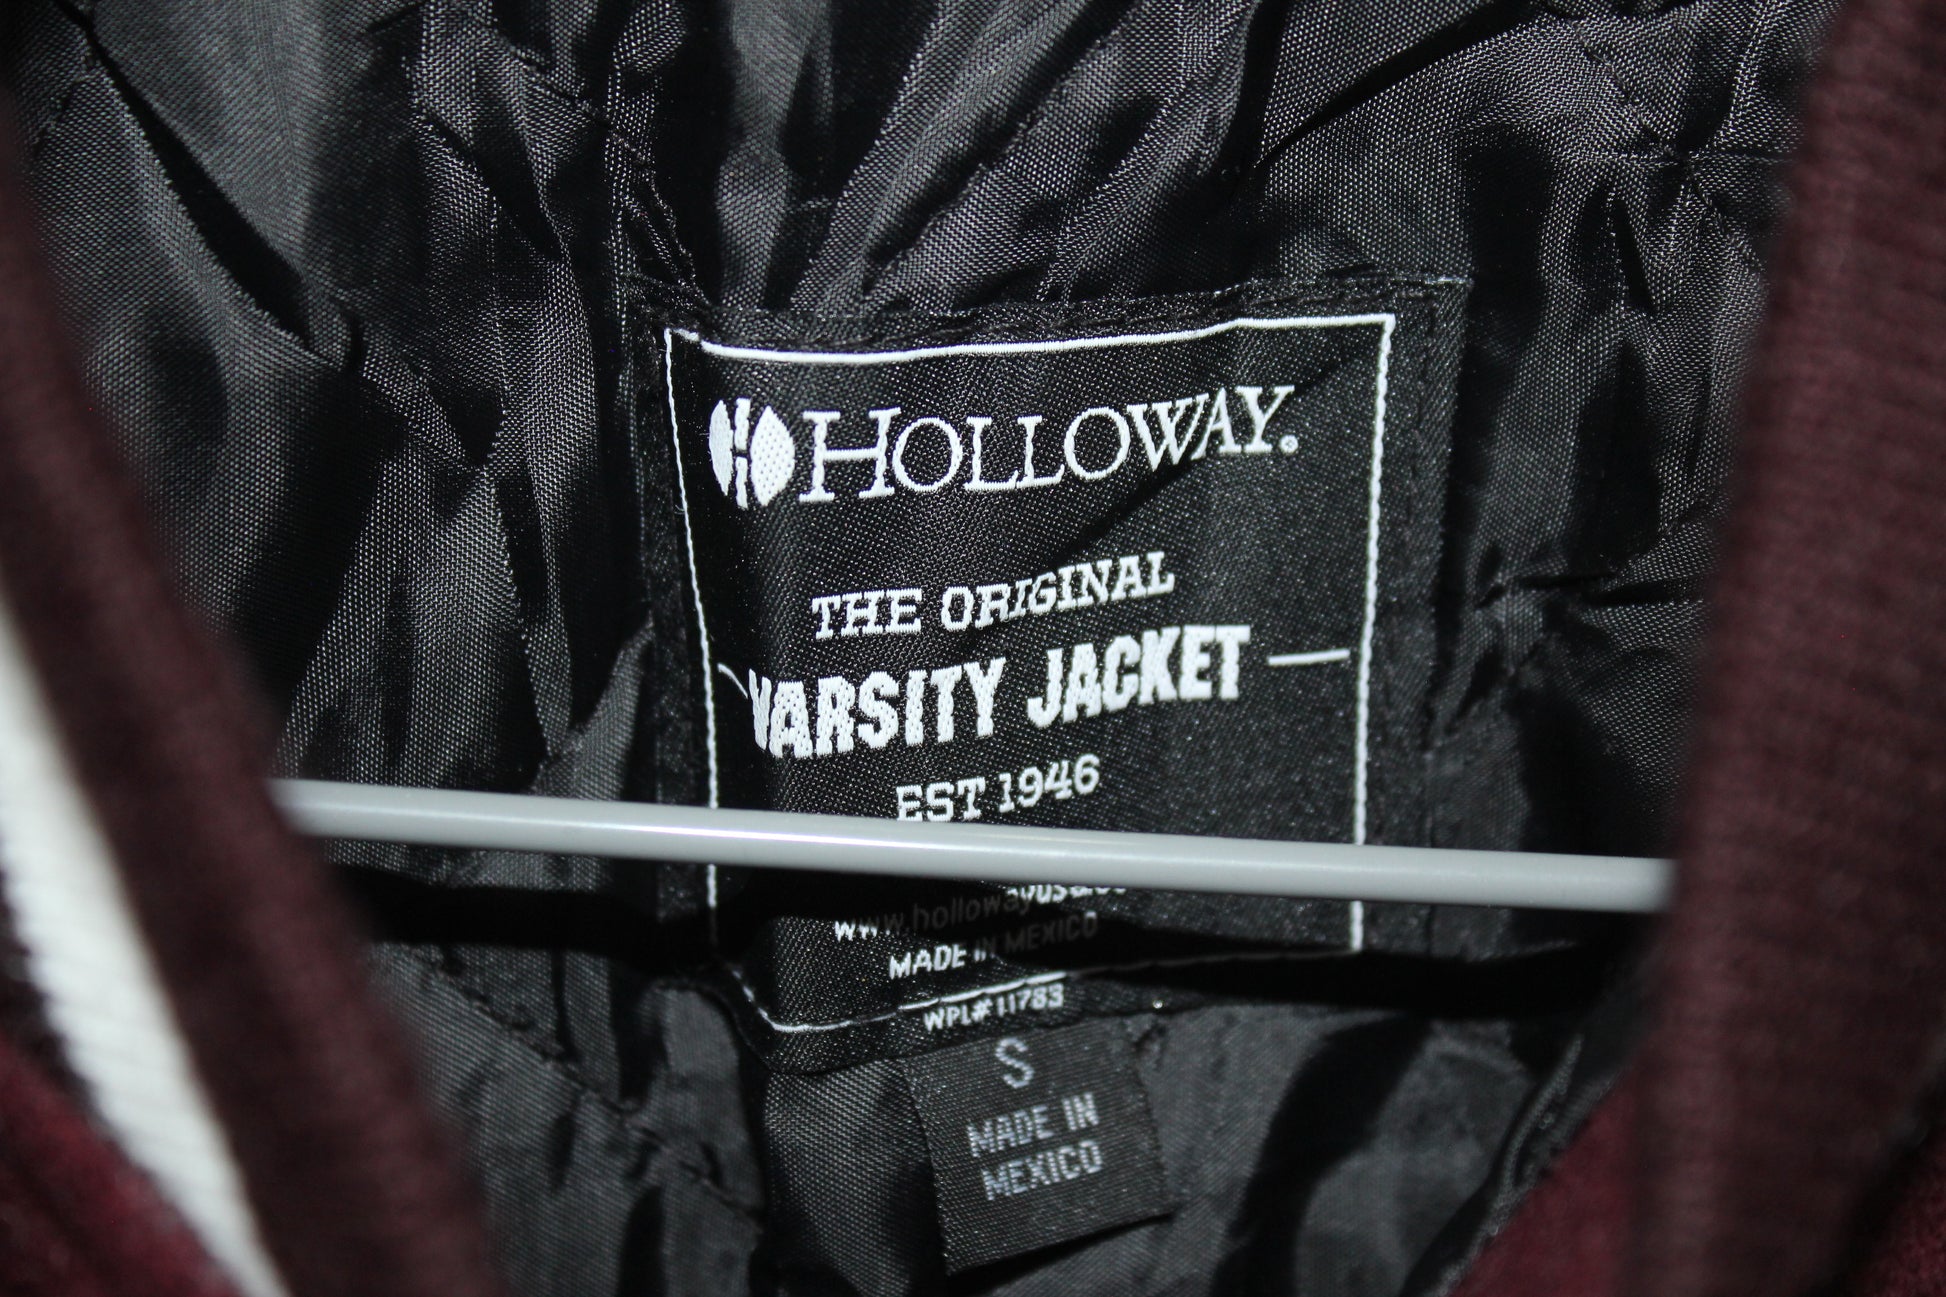 HOLLOWAY.
THE ORIGINAL
VARSITY JACKET
EST 1946
MADE IN MEXICO
WPL# 11783
S
MADE IN
MEXICO